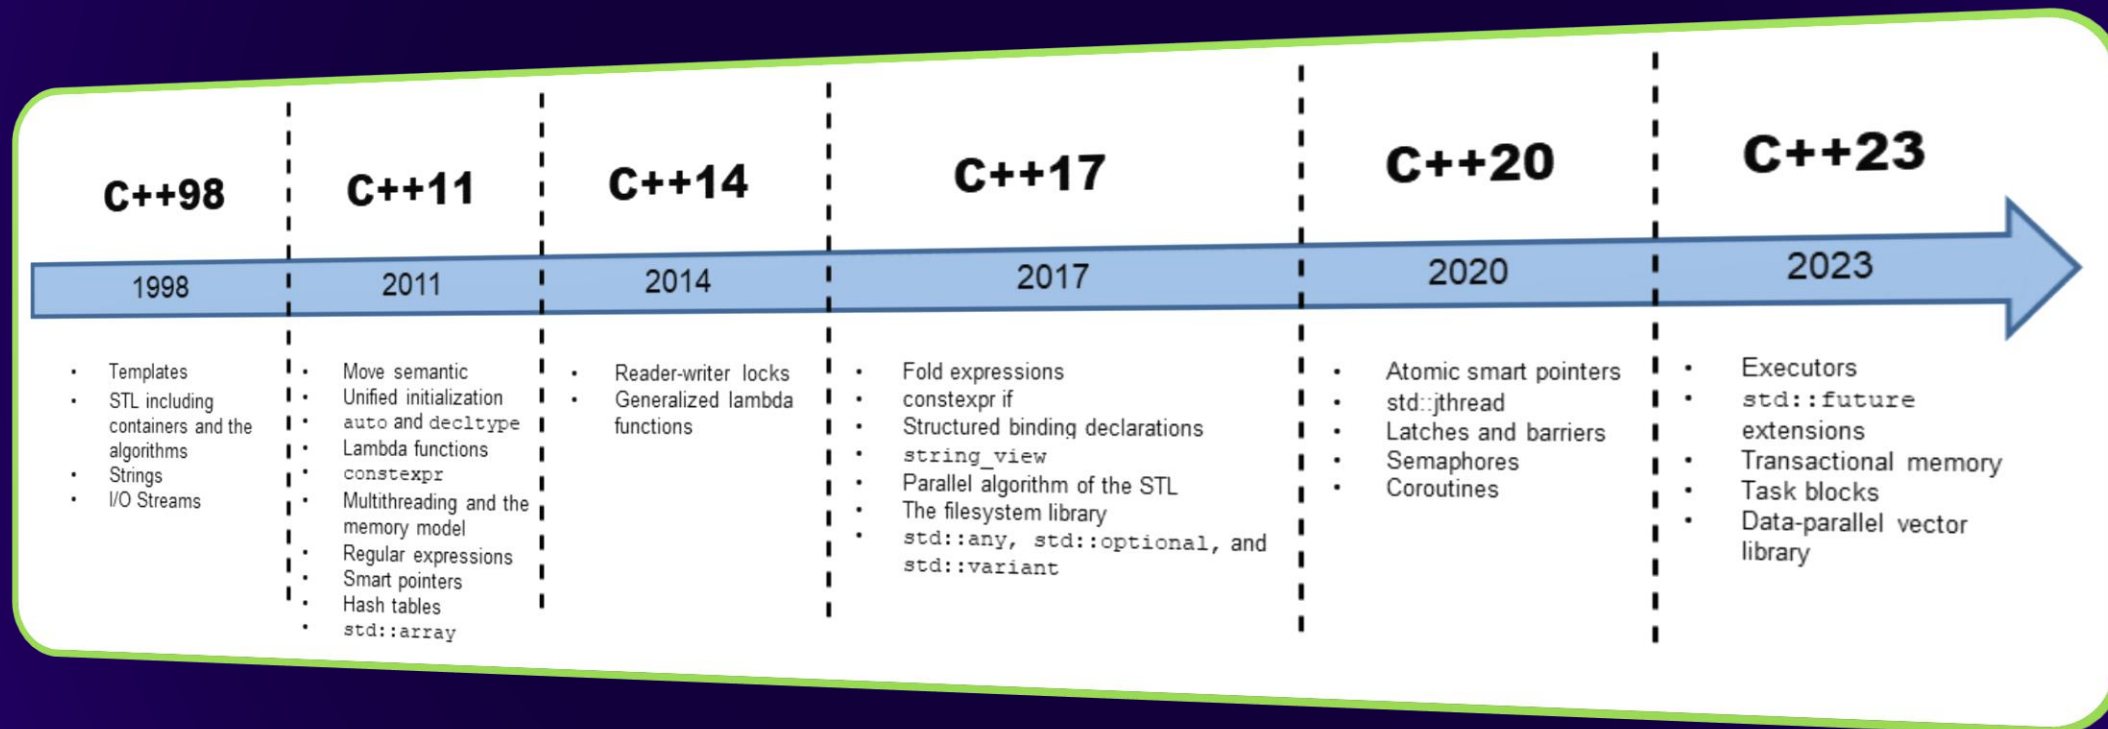 C++98
C++11
C++14
C++17
C++20
C++23
1998
2011
2014
2017
2020
2023
• Templates
• STL including
containers and the
algorithms
• Strings
• I/O Streams
• Move semantic
• Unified initialization
• auto and decltype
• Lambda functions
• constexpr
• Multithreading and the
memory model
• Regular expressions
• Smart pointers
• Hash tables
• std::array
• Reader-writer locks
• Generalized lambda
functions
• Fold expressions
• constexpr if
• Structured binding declarations
• string_view
• Parallel algorithm of the STL
• The filesystem library
• std::any, std::optional, and
std::variant
• Atomic smart pointers
• std::jthread
• Latches and barriers
• Semaphores
• Coroutines
• Executors
• std::future
extensions
• Transactional memory
• Task blocks
• Data-parallel vector
library